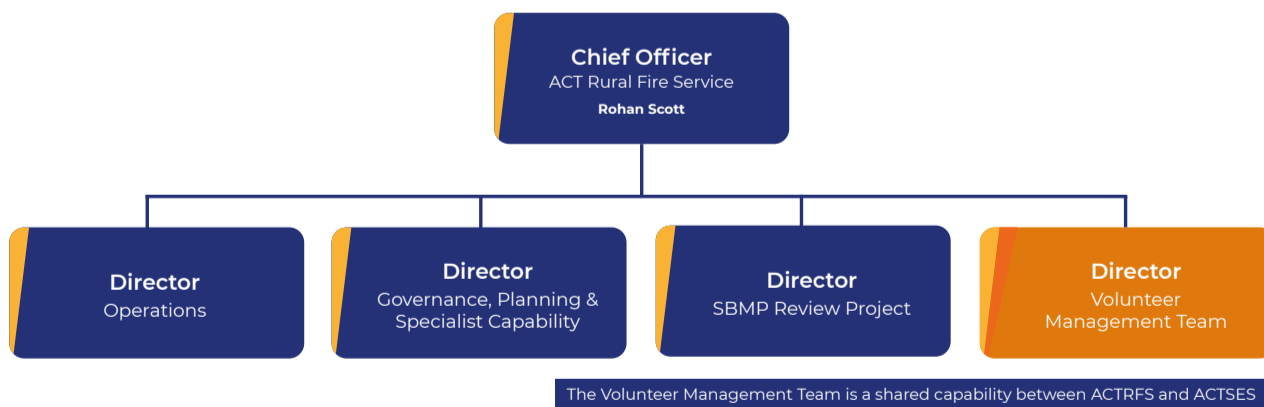 Chief Officer
ACT Rural Fire Service
Rohan Scott
Director
Operations
Director
Governance, Planning &
Specialist Capability
Director
SBMP Review Project
Director
Volunteer
Management Team
The Volunteer Management Team is a shared capability between ACTRFS and ACTSES